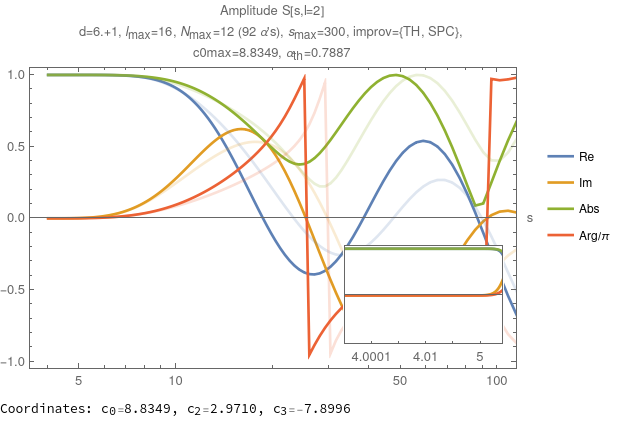 Amplitude S[s,l=2]
d=6.+1, lmax=16, Nmax=12 (92 α's), smax=300, improv={TH, SPC},
c0max=8.8349, αth=0.7887
1.0
0.5
0.0
-0.5
-1.0
s
Re
Im
Abs
Arg/π
4.0001 4.01 5
5 10 50 100
Coordinates: c0=8.8349, c2=2.9710, c3=-7.8996